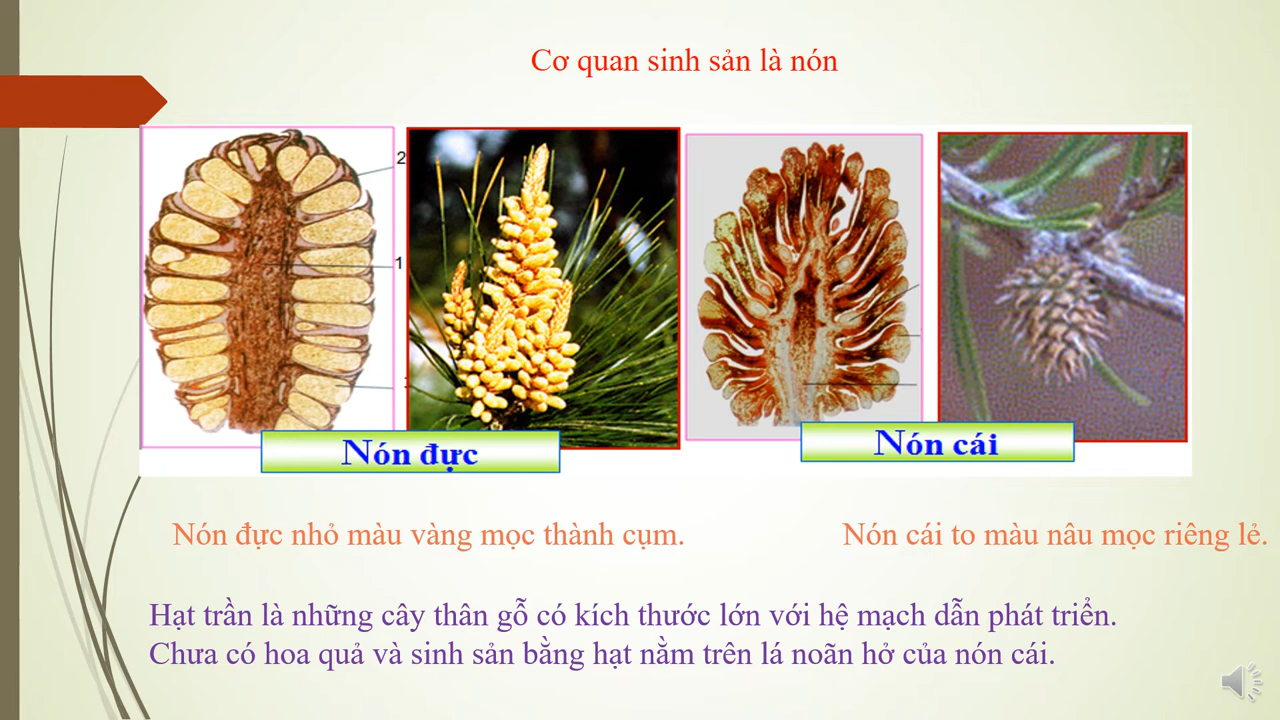 Cơ quan sinh sản là nón
2
1
Nón đực
Nón cái
Nón đực nhỏ màu vàng mọc thành cụm.
Nón cái to màu nâu mọc riêng lẻ.
Hạt trần là những cây thân gỗ có kích thước lớn với hệ mạch dẫn phát triển.
Chưa có hoa quả và sinh sản bằng hạt nằm trên lá noãn hở của nón cái.